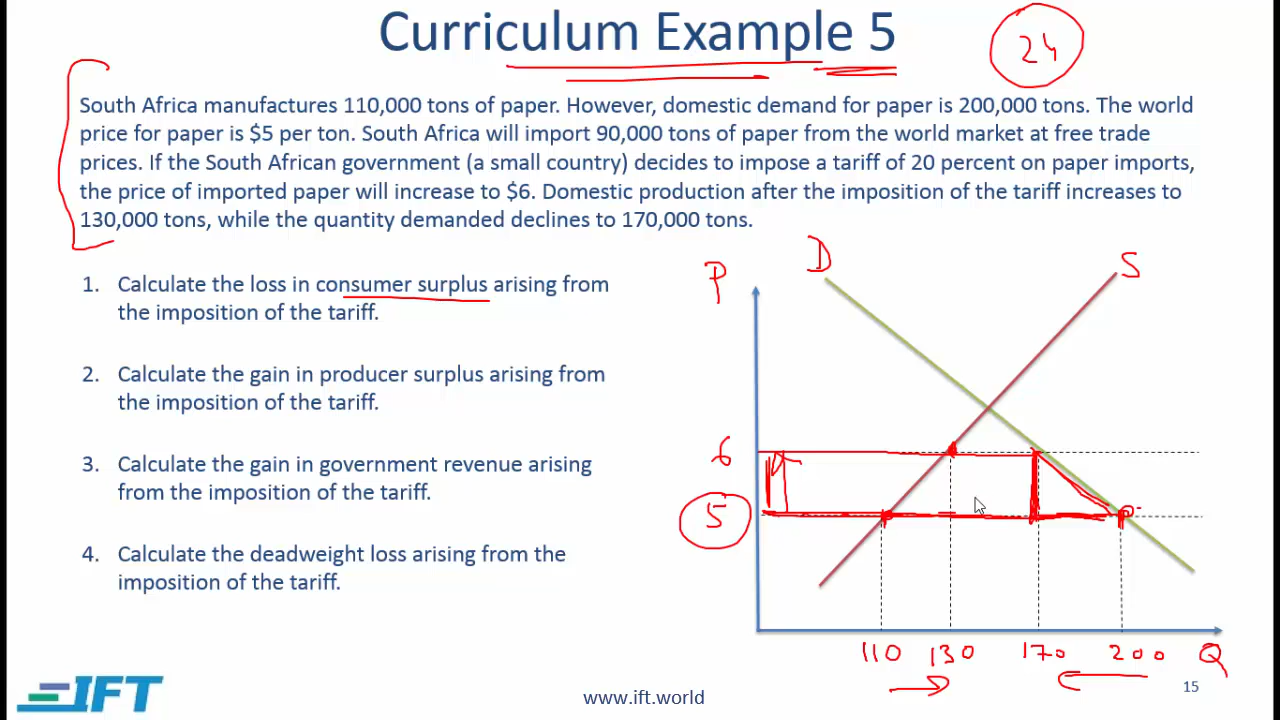 Curriculum Example 5
24
South Africa manufactures 110,000 tons of paper. However, domestic demand for paper is 200,000 tons. The world
price for paper is $5 per ton. South Africa will import 90,000 tons of paper from the world market at free trade
prices. If the South African government (a small country) decides to impose a tariff of 20 percent on paper imports,
the price of imported paper will increase to $6. Domestic production after the imposition of the tariff increases to
130,000 tons, while the quantity demanded declines to 170,000 tons.
1. Calculate the loss in consumer surplus arising from
the imposition of the tariff.
2. Calculate the gain in producer surplus arising from
the imposition of the tariff.
3. Calculate the gain in government revenue arising
from the imposition of the tariff.
4. Calculate the deadweight loss arising from the
imposition of the tariff.
P
D
S
6
5
110 130 170 200 Q
IFT
www.ift.world
15